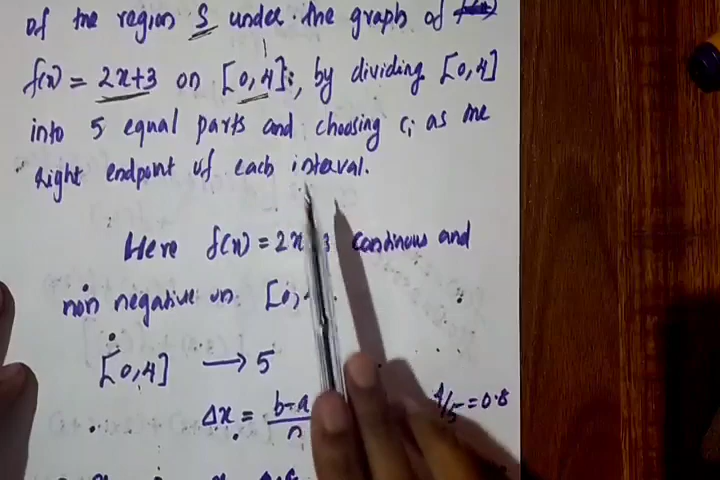 of the region S under the graph of
f(x) = 2x+3 on [0,4]; by dividing [0,4]
into 5 equal parts and choosing ci as the
right endpoint of each interval.
Here f(x) = 2x 3 continous and
non negative on [0,
[0,4] → 5
Δx = b-a/n 4/5 = 0.8